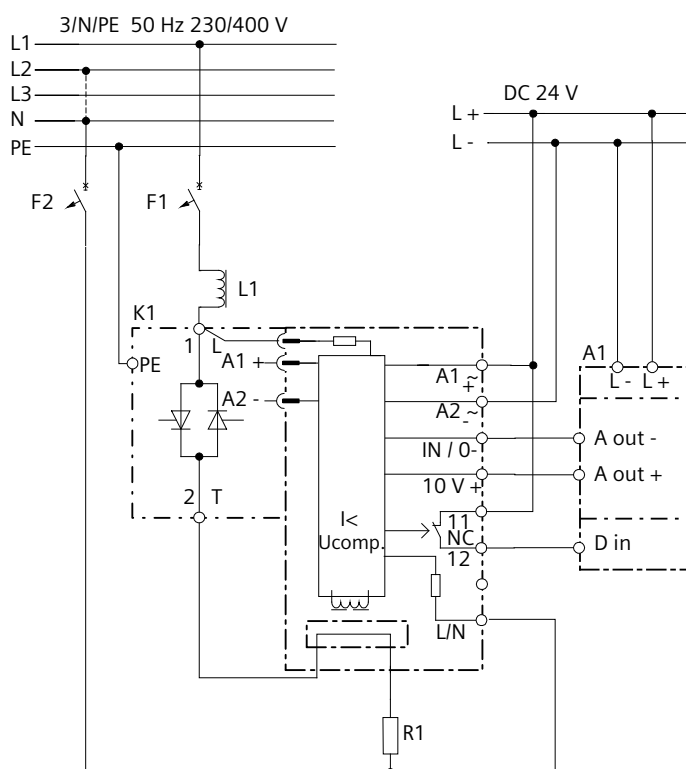 3/N/PE 50 Hz 230/400 V
L1
L2
L3
N
PE
DC 24 V
L +
L -
F2
F1
L1
K1
1
L
A1 +
PE
A2 -
2
T
I<
Ucomp.
A1 ~
+
A2 ~
-
IN / 0-
10 V +
11
NC
12
L/N
R1
A1
L -
L +
A out -
A out +
D in